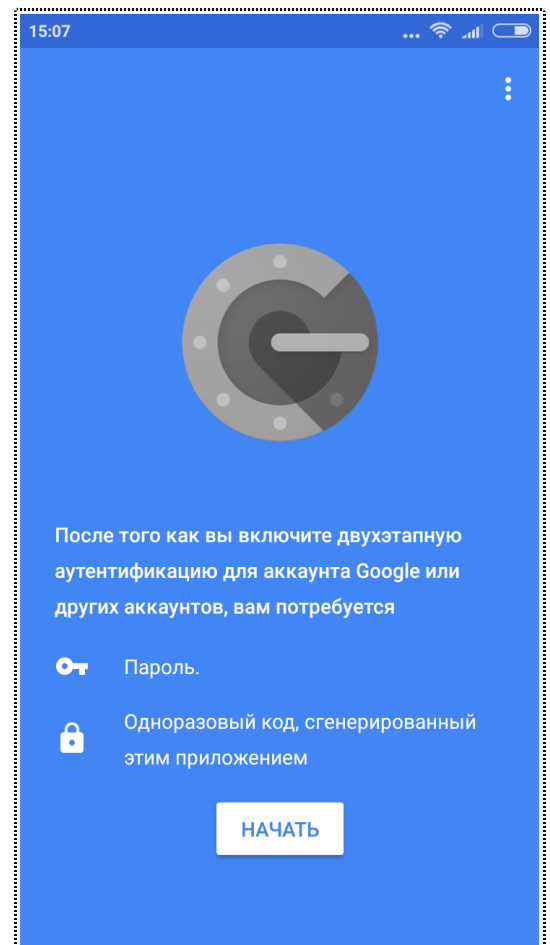 15:07
После того как вы включите двухэтапную
аутентификацию для аккаунта Google или
других аккаунтов, вам потребуется
Пароль.
Одноразовый код, сгенерированный
этим приложением
НАЧАТЬ